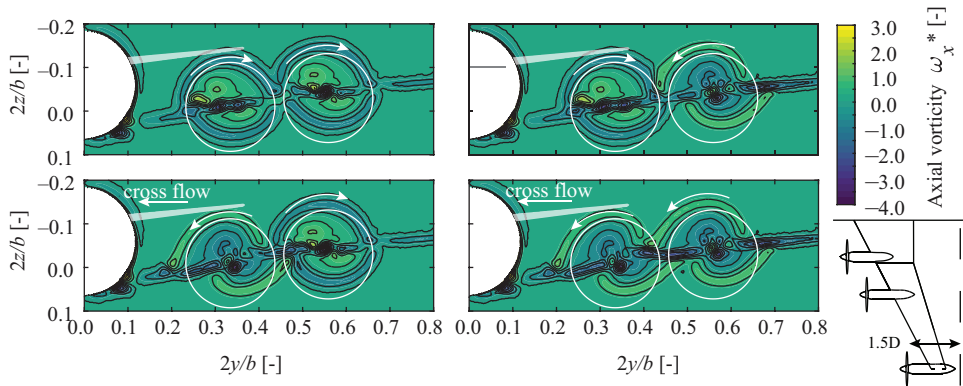 −0.2
−0.1
0.0
0.1
2z/b [-]
3.0
2.0
1.0
0.0
−1.0
−2.0
−3.0
−4.0
Axial vorticity ωx* [-]
−0.2
−0.1
0.0
0.1
2z/b [-]
cross flow
cross flow
0.0 0.1 0.2 0.3 0.4 0.5 0.6 0.7 0.8
0.0 0.1 0.2 0.3 0.4 0.5 0.6 0.7 0.8
2y/b [-]
2y/b [-]
1.5D